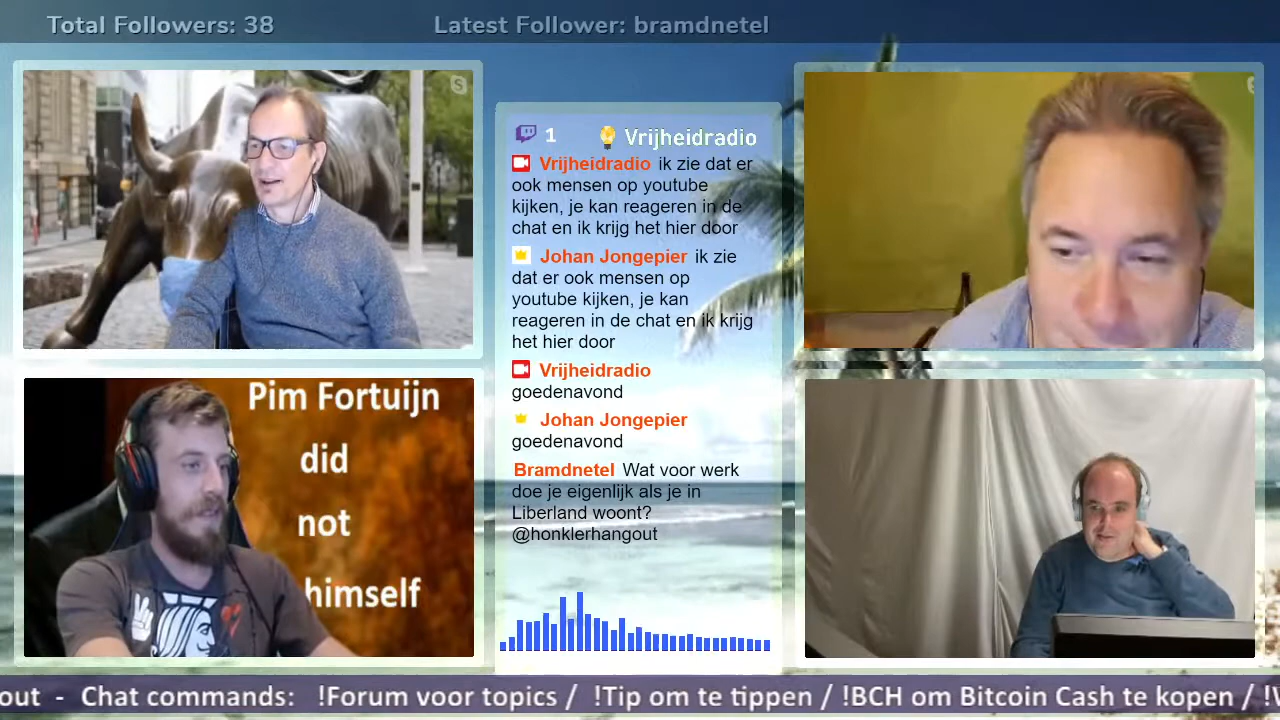 Total Followers: 38
Latest Follower: bramdnetel
1
Vrijheidradio
Vrijheidradio ik zie dat er
ook mensen op youtube
kijken, je kan reageren in de
chat en ik krijg het hier door
Johan Jongepier ik zie
dat er ook mensen op
youtube kijken, je kan
reageren in de chat en ik krijg
het hier door
Vrijheidradio
goedenavond
Johan Jongepier
goedenavond
Bramdnetel Wat voor werk
doe je eigenlijk als je in
Liberland woont?
@honklerhangout
Pim Fortuijn
did
not
himself
out - Chat commands: !Forum voor topics / !Tip om te tippen / !BCH om Bitcoin Cash te kopen /